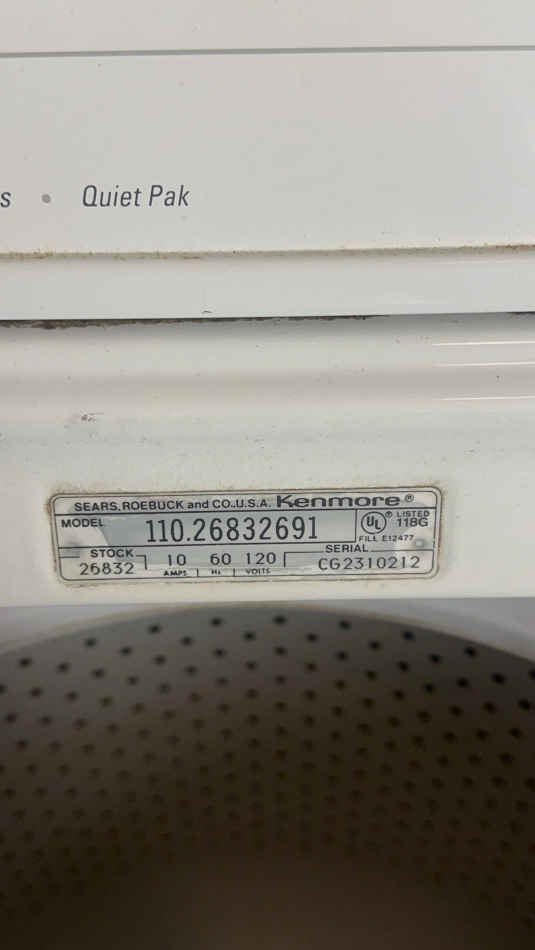 s • Quiet Pak
SEARS, ROEBUCK and CO., U.S.A. Kenmore®
MODEL 110.26832691 UL ® LISTED 118G
FILL E12477
STOCK 26832 10 AMPS 60 Hz 120 VOLTS SERIAL CG2310212